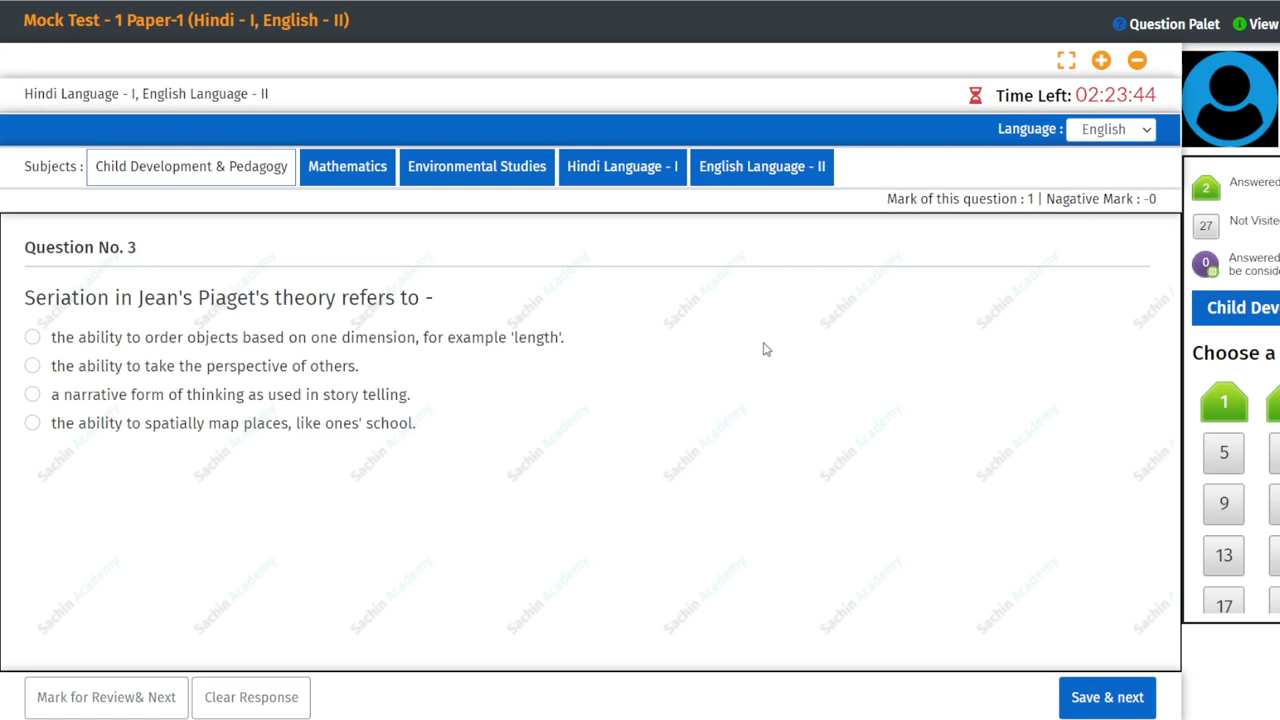 Mock Test - 1 Paper-1 (Hindi - I, English - II)
Question Palet
View
Hindi Language - I, English Language - II
Time Left: 02:23:44
Language : English
Subjects : Child Development & Pedagogy Mathematics Environmental Studies Hindi Language - I English Language - II
Mark of this question : 1 | Nagative Mark : -0
Question No. 3
Seriation in Jean's Piaget's theory refers to -
the ability to order objects based on one dimension, for example 'length'.
the ability to take the perspective of others.
a narrative form of thinking as used in story telling.
the ability to spatially map places, like ones' school.
Mark for Review& Next Clear Response Save & next
2 Answered
27 Not Visite
0 Answered
be conside
Child Dev
Choose a
1
5
9
13
17
Sachin Academy